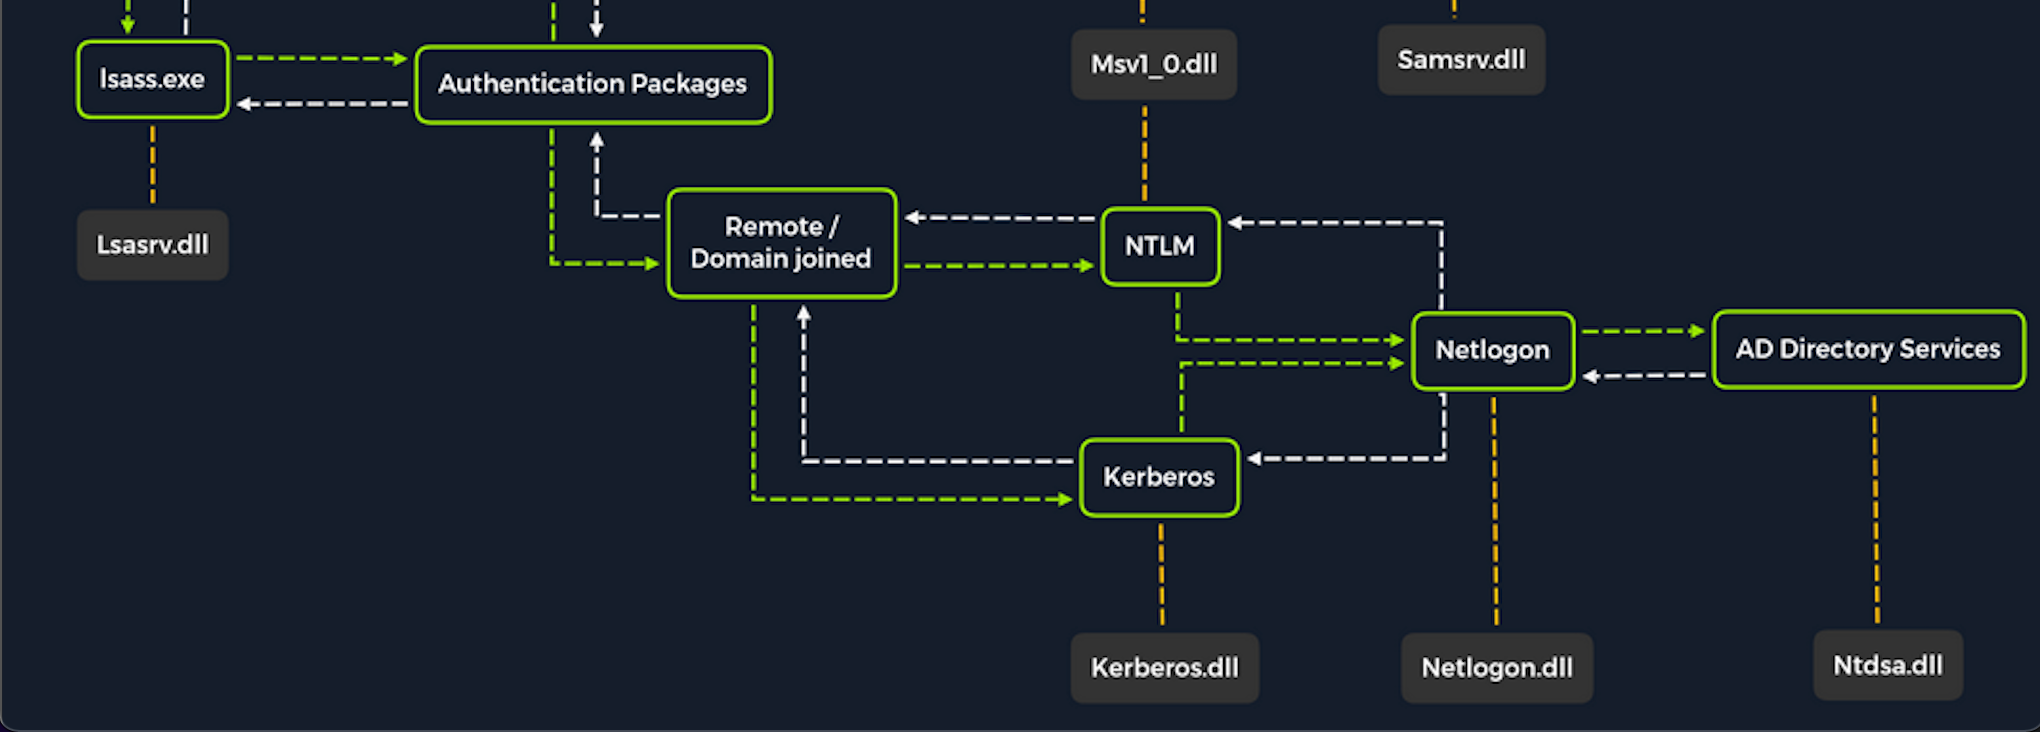 lsass.exe
Authentication Packages
Msv1_0.dll
Samsrv.dll
Lsasrv.dll
Remote /
Domain joined
NTLM
Netlogon
AD Directory Services
Kerberos
Kerberos.dll
Netlogon.dll
Ntdsa.dll